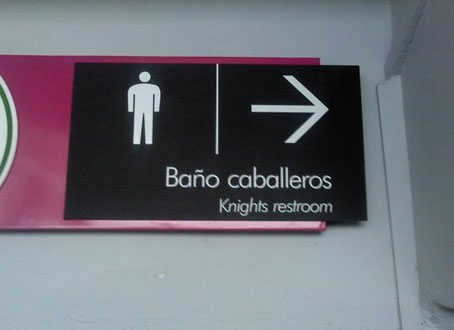 Baño caballeros
Knights restroom